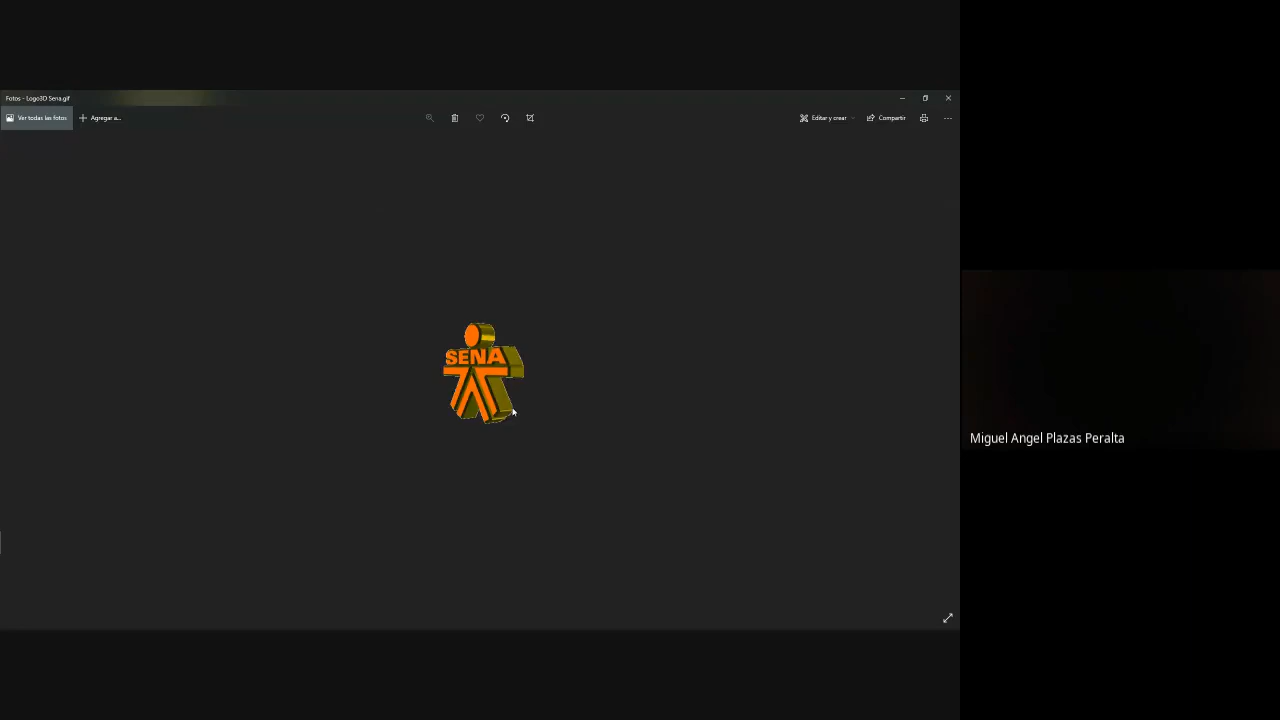 Fotos - Logo3D Sena.gif
Ver todas las fotos
Agregar a...
Editar y crear
Compartir
SENA
Miguel Angel Plazas Peralta